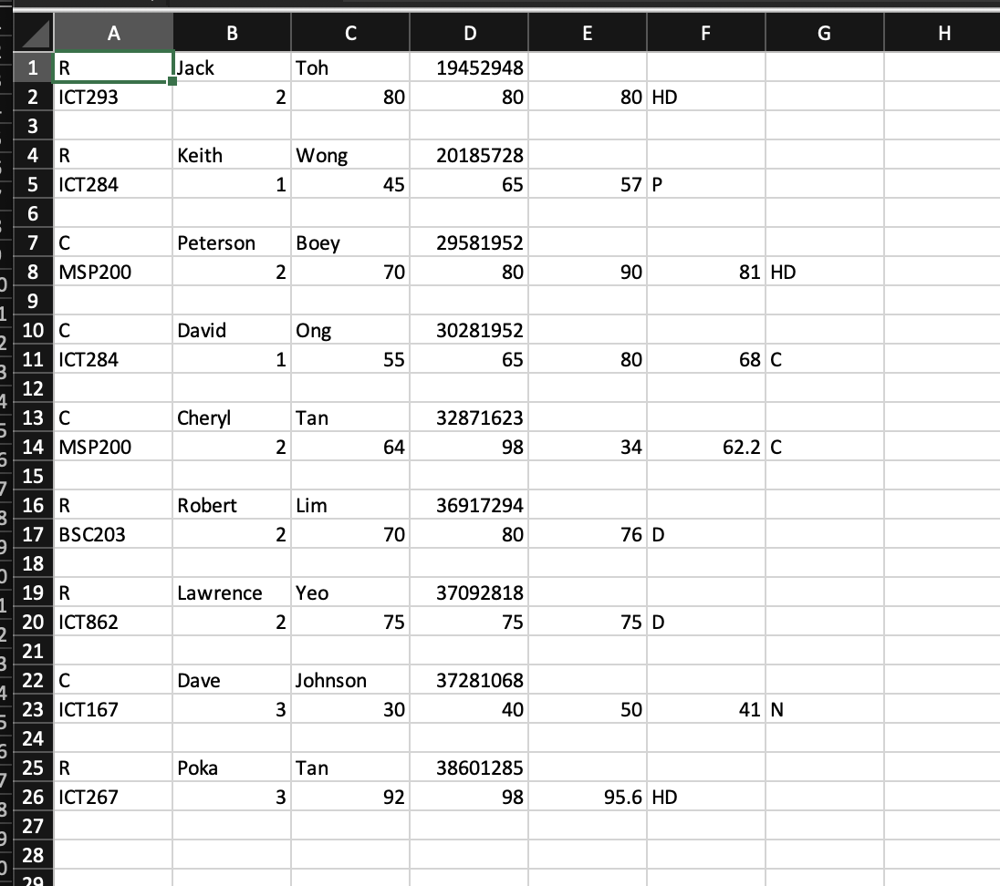 A B C D E F G H
1 R Jack Toh 19452948
2 ICT293 2 80 80 80 HD
3
4 R Keith Wong 20185728
5 ICT284 1 45 65 57 P
6
7 C Peterson Boey 29581952
8 MSP200 2 70 80 90 81 HD
9
10 C David Ong 30281952
11 ICT284 1 55 65 80 68 C
12
13 C Cheryl Tan 32871623
14 MSP200 2 64 98 34 62.2 C
15
16 R Robert Lim 36917294
17 BSC203 2 70 80 76 D
18
19 R Lawrence Yeo 37092818
20 ICT862 2 75 75 75 D
21
22 C Dave Johnson 37281068
23 ICT167 3 30 40 50 41 N
24
25 R Poka Tan 38601285
26 ICT267 3 92 98 95.6 HD
27
28
29